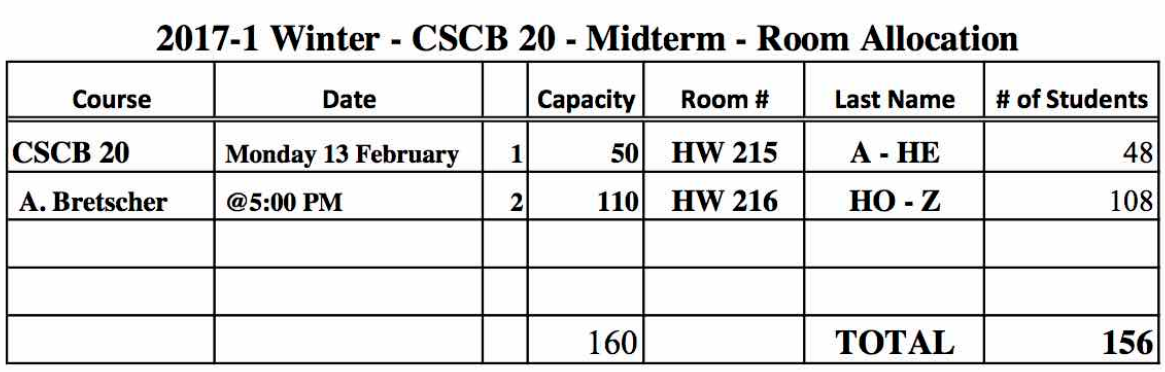 2017-1 Winter - CSCB 20 - Midterm - Room Allocation
Course Date Capacity Room # Last Name # of Students
CSCB 20 Monday 13 February 1 50 HW 215 A - HE 48
A. Bretscher @5:00 PM 2 110 HW 216 HO - Z 108
160 TOTAL 156